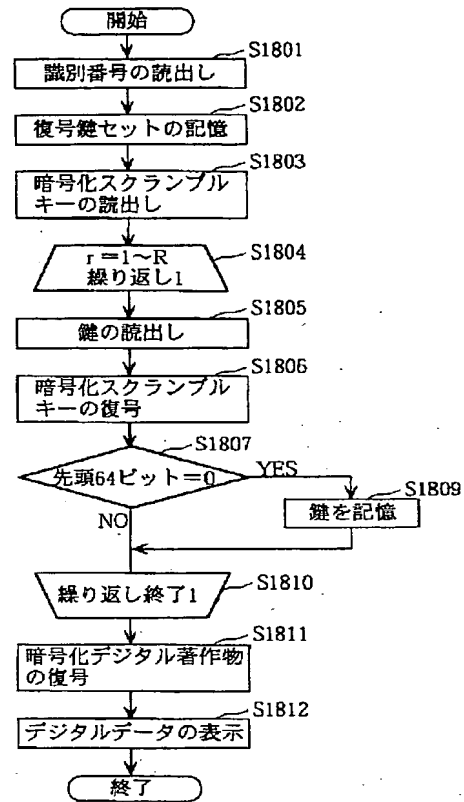 開始
S1801
識別番号の読出し
S1802
復号鍵セットの記憶
S1803
暗号化スクランブル
キーの読出し
S1804
r=1~R
繰り返し1
S1805
鍵の読出し
S1806
暗号化スクランブル
キーの復号
S1807
先頭64ビット=0
YES
S1809
鍵を記憶
NO
S1810
繰り返し終了1
S1811
暗号化デジタル著作物
の復号
S1812
デジタルデータの表示
終了